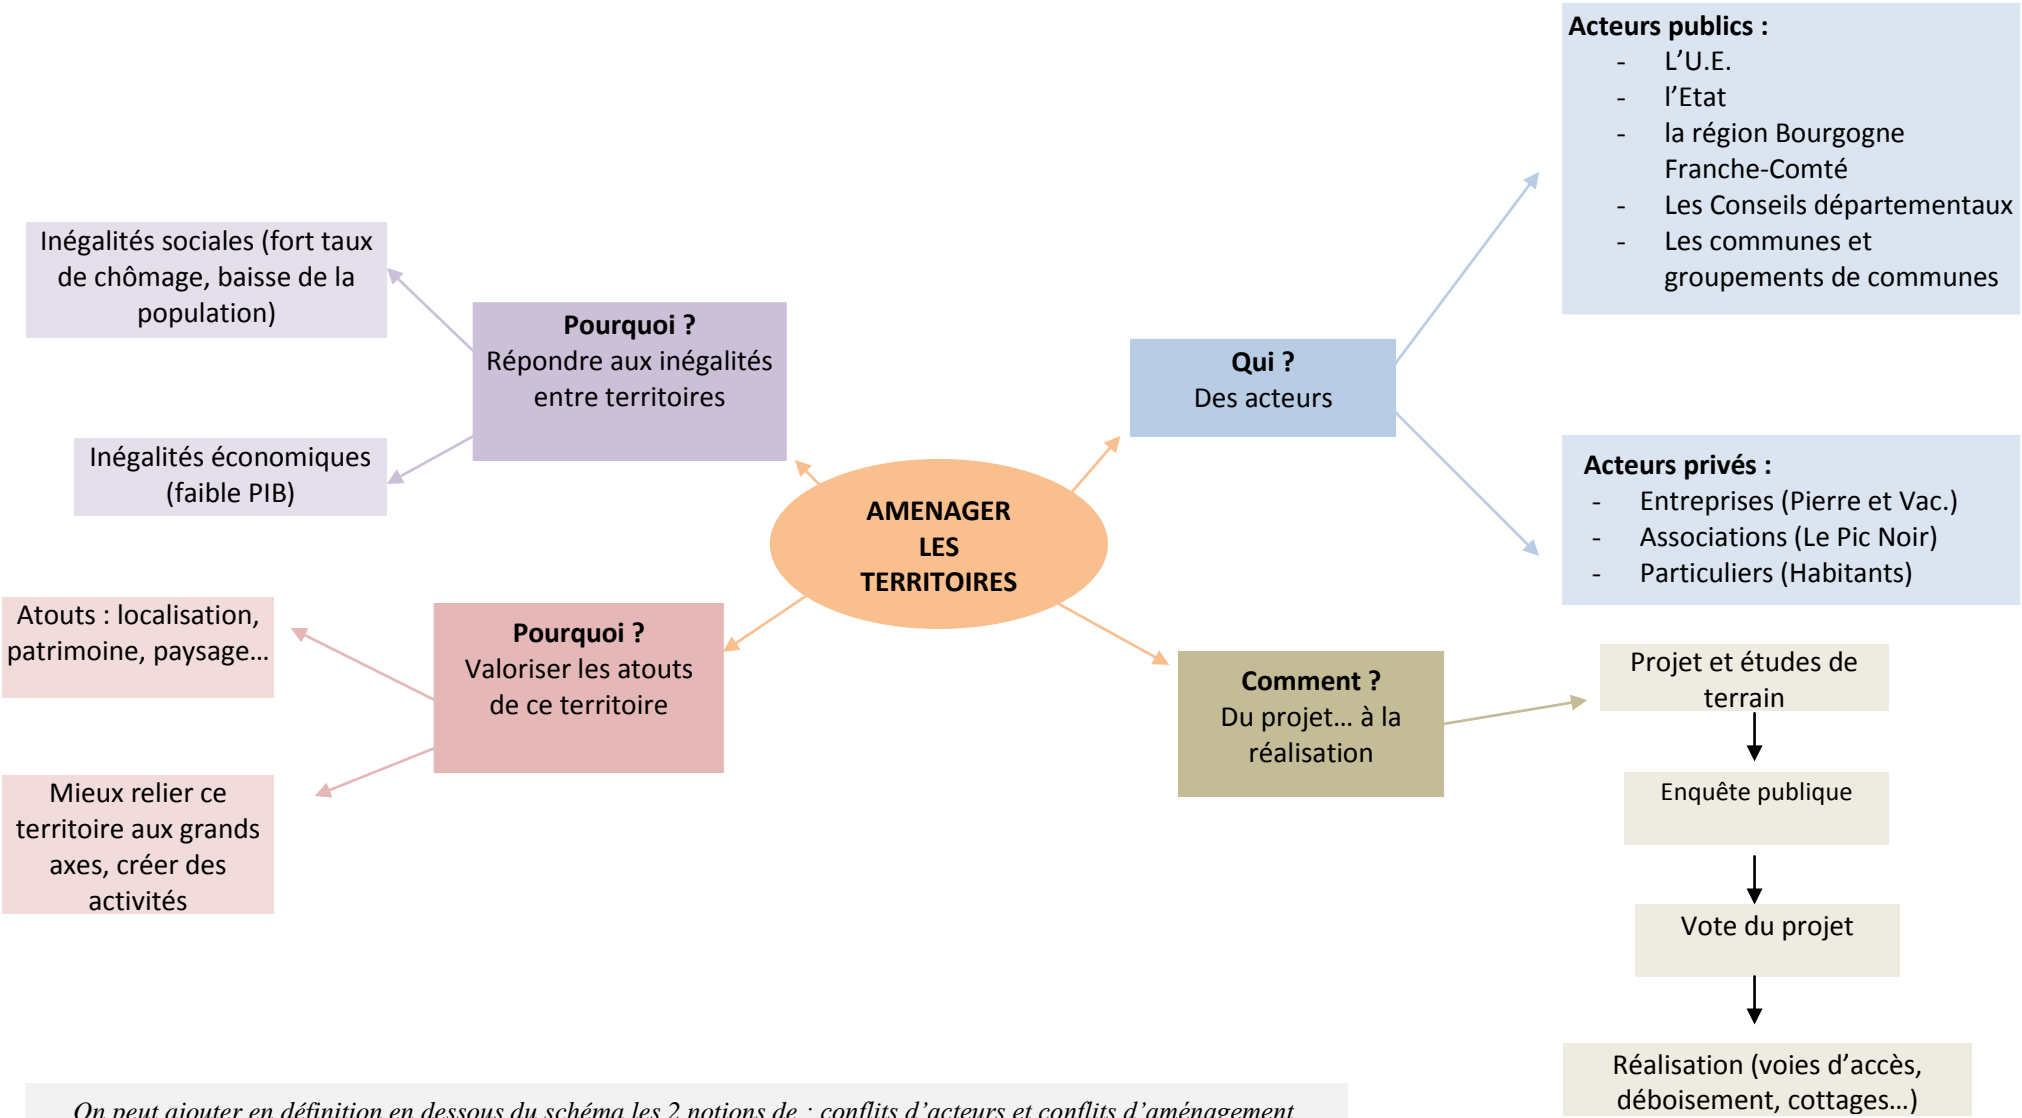 Acteurs publics :
- L’U.E.
- l’Etat
- la région Bourgogne
Franche-Comté
- Les Conseils départementaux
- Les communes et
groupements de communes
Inégalités sociales (fort taux
de chômage, baisse de la
population)
Pourquoi ?
Répondre aux inégalités
entre territoires
Qui ?
Des acteurs
Inégalités économiques
(faible PIB)
Acteurs privés :
- Entreprises (Pierre et Vac.)
- Associations (Le Pic Noir)
- Particuliers (Habitants)
AMENAGER
LES
TERRITOIRES
Atouts : localisation,
patrimoine, paysage…
Pourquoi ?
Valoriser les atouts
de ce territoire
Comment ?
Du projet… à la
réalisation
Projet et études de
terrain
Mieux relier ce
territoire aux grands
axes, créer des
activités
Enquête publique
Vote du projet
Réalisation (voies d’accès,
déboisement, cottages…)
On peut ajouter en définition en dessous du schéma les 2 notions de : conflits d’acteurs et conflits d’aménagement